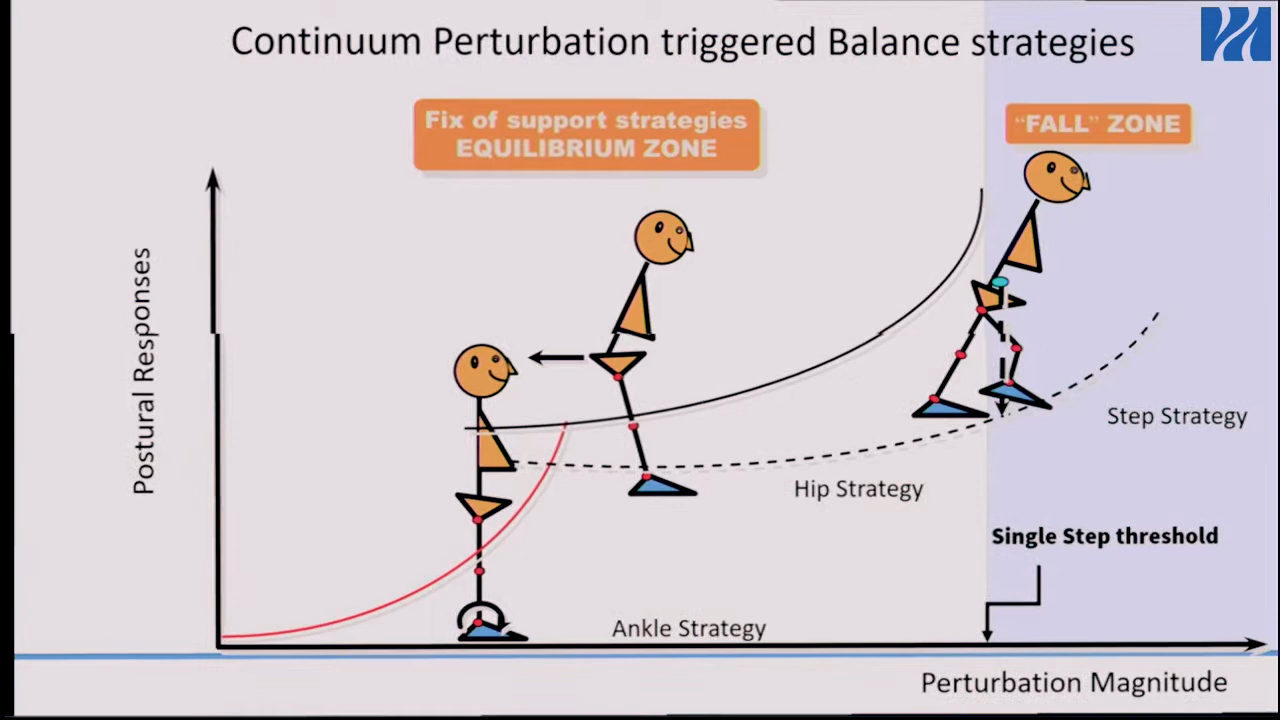 Continuum Perturbation triggered Balance strategies
Fix of support strategies
EQUILIBRIUM ZONE
“FALL” ZONE
Postural Responses
Step Strategy
Hip Strategy
Single Step threshold
Ankle Strategy
Perturbation Magnitude